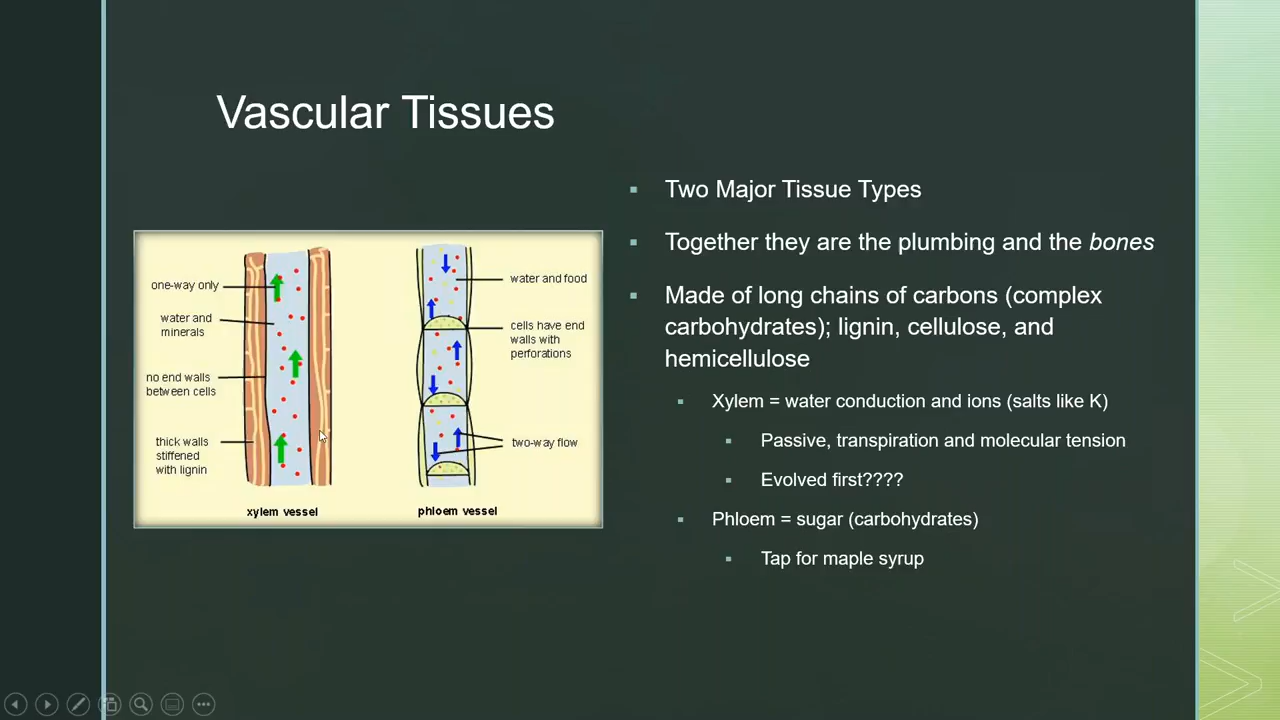 Vascular Tissues
one-way only
water and
minerals
no end walls
between cells
thick walls
stiffened
with lignin
xylem vessel
water and food
cells have end
walls with
perforations
two-way flow
phloem vessel
Two Major Tissue Types
Together they are the plumbing and the bones
Made of long chains of carbons (complex
carbohydrates); lignin, cellulose, and
hemicellulose
Xylem = water conduction and ions (salts like K)
Passive, transpiration and molecular tension
Evolved first????
Phloem = sugar (carbohydrates)
Tap for maple syrup